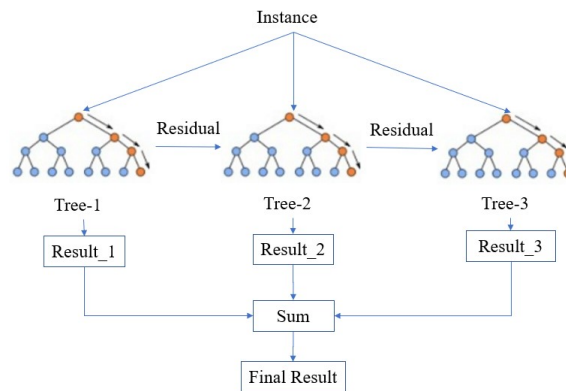 Instance
Residual
Residual
Tree-1
Tree-2
Tree-3
Result_1
Result_2
Result_3
Sum
Final Result